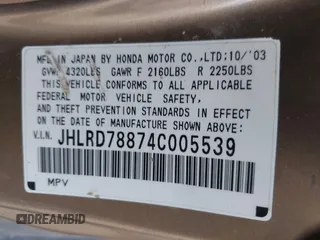 MFD. IN JAPAN BY HONDA MOTOR CO.,LTD:10/'03
GVWR 4320LBS GAWR F 2160LBS R 2250LBS
THIS VEHICLE CONFORMS TO ALL APPLICABLE
FEDERAL MOTOR VEHICLE SAFETY
AND THEFT PREVENTION STANDARDS IN EFFECT
ON THE DATE OF MANUFACTURE SHOWN ABOVE.
V.I.N. JHLRD78874C005539
MPV
DREAMBID